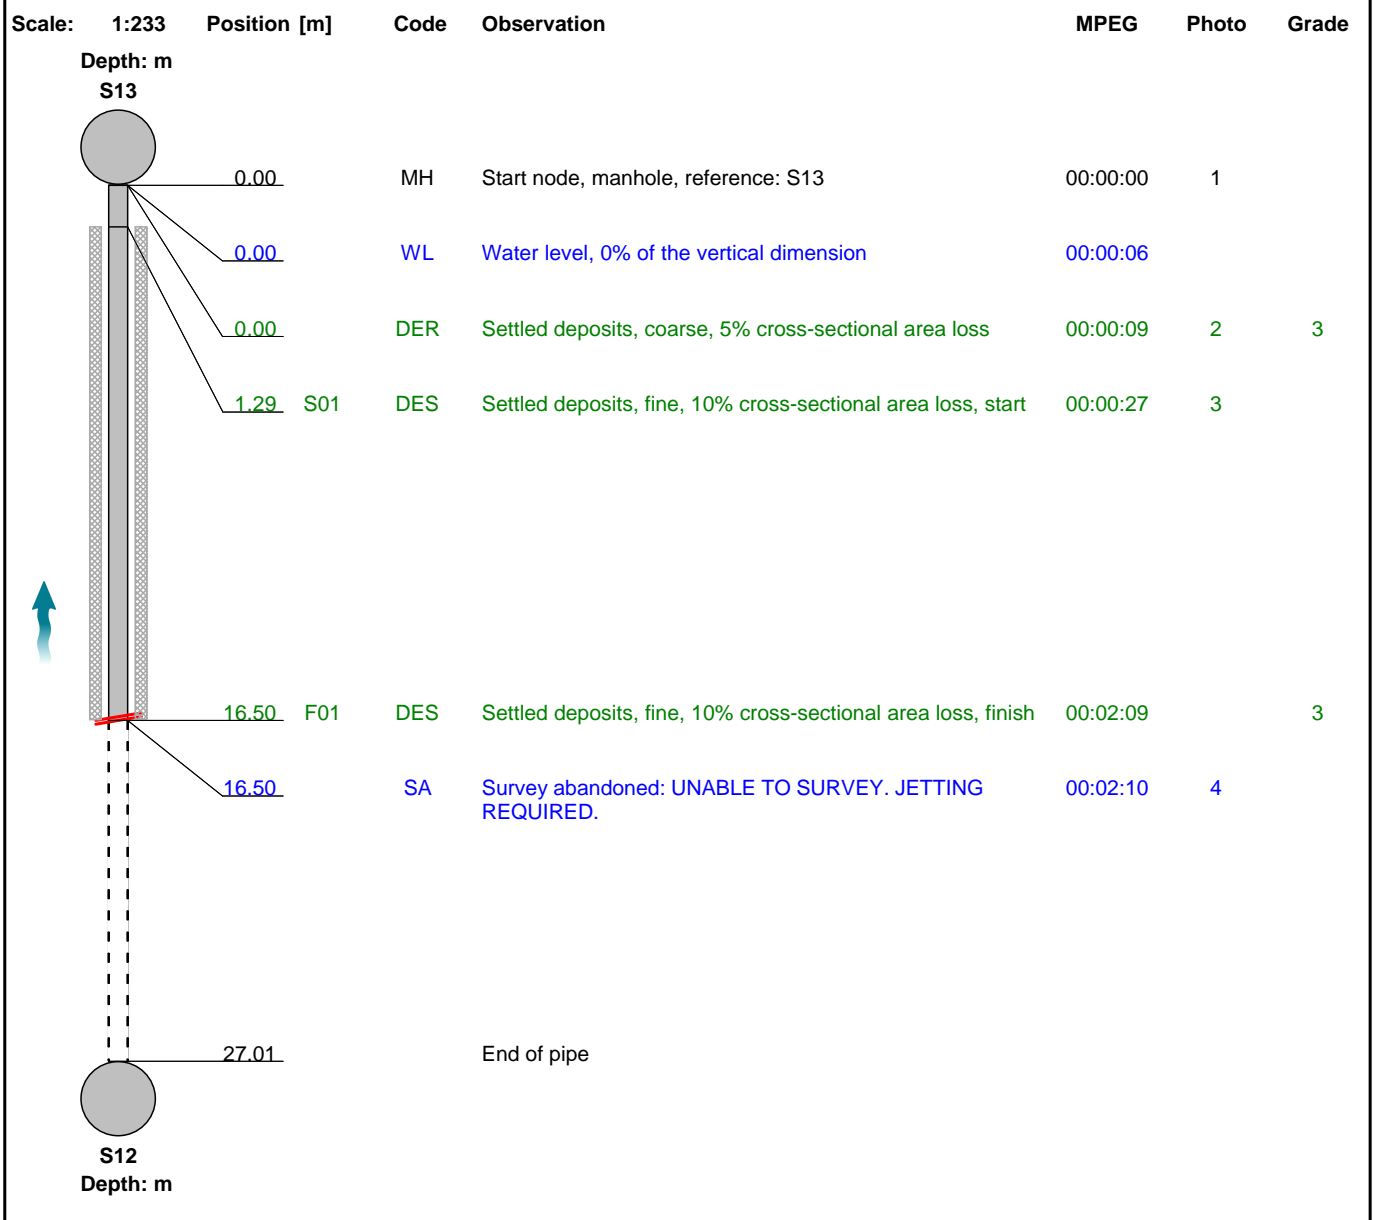 Scale: 1:233 Position [m] Code Observation MPEG Photo Grade
Depth: m
S13
0.00 MH Start node, manhole, reference: S13 00:00:00 1
0.00 WL Water level, 0% of the vertical dimension 00:00:06
0.00 DER Settled deposits, coarse, 5% cross-sectional area loss 00:00:09 2 3
1.29 S01 DES Settled deposits, fine, 10% cross-sectional area loss, start 00:00:27 3
16.50 F01 DES Settled deposits, fine, 10% cross-sectional area loss, finish 00:02:09 3
16.50 SA Survey abandoned: UNABLE TO SURVEY. JETTING 00:02:10 4
REQUIRED.
27.01 End of pipe
S12
Depth: m